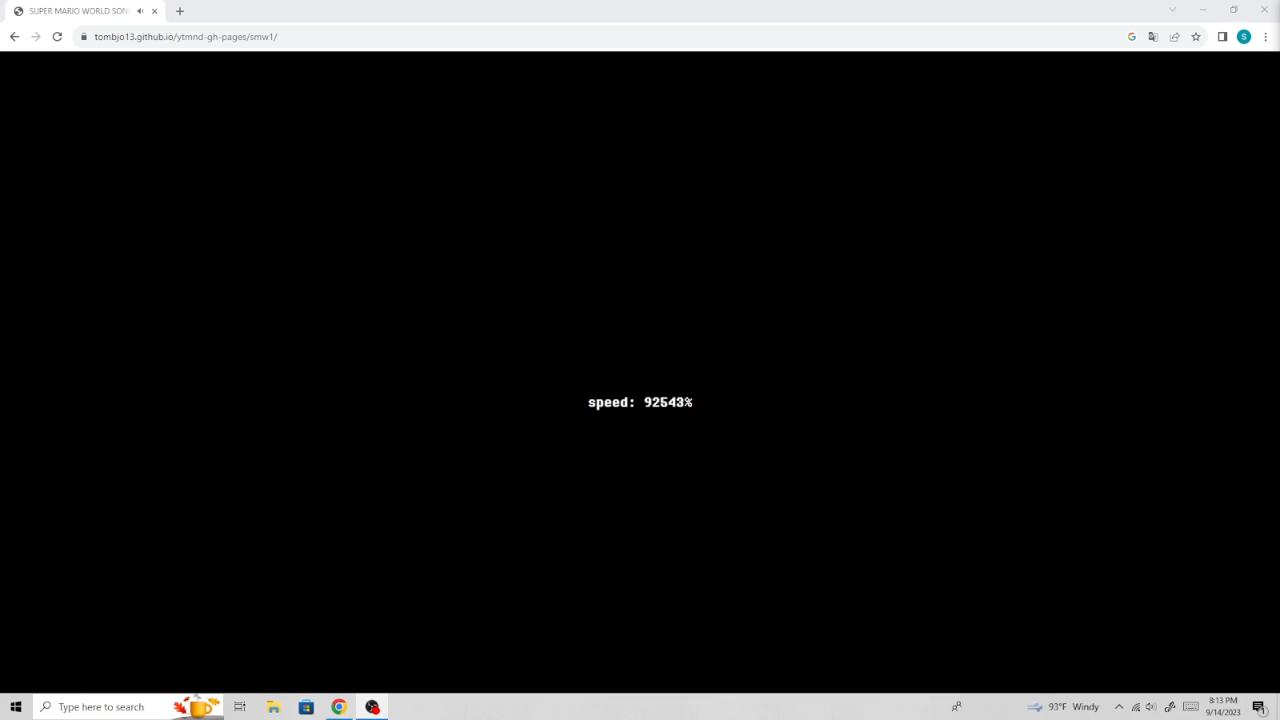 SUPER MARIO WORLD SON
tombjo13.github.io/ytmnd-gh-pages/smw1/
G
S
speed: 92543%
Type here to search
93°F Windy
8:13 PM
9/14/2023
1